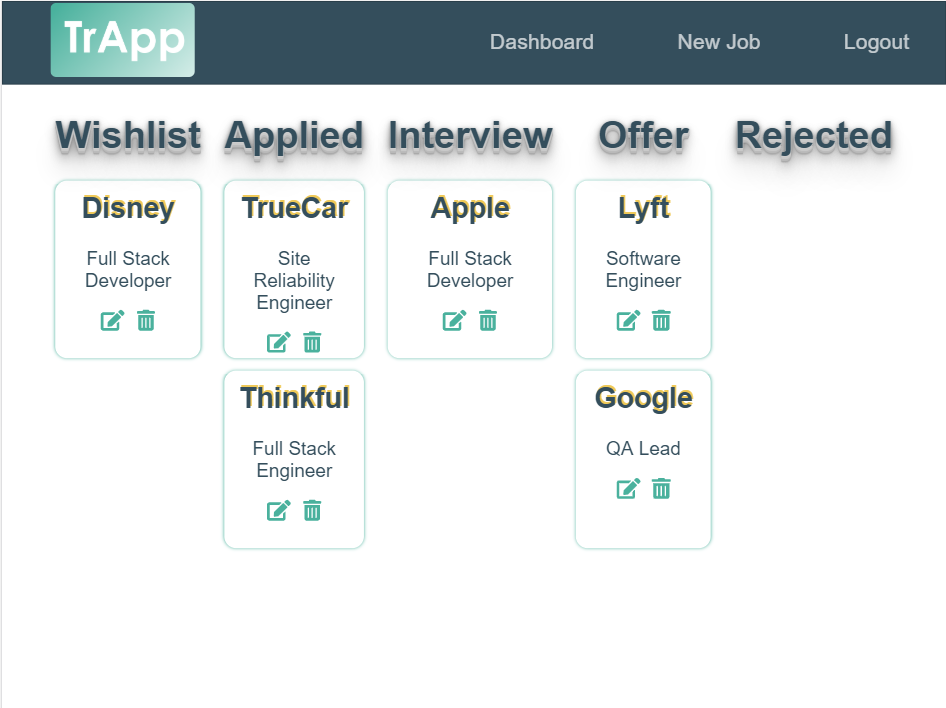 TrApp
Dashboard New Job Logout
Wishlist Applied Interview Offer Rejected
Disney
Full Stack
Developer
TrueCar
Site
Reliability
Engineer
Thinkful
Full Stack
Engineer
Apple
Full Stack
Developer
Lyft
Software
Engineer
Google
QA Lead